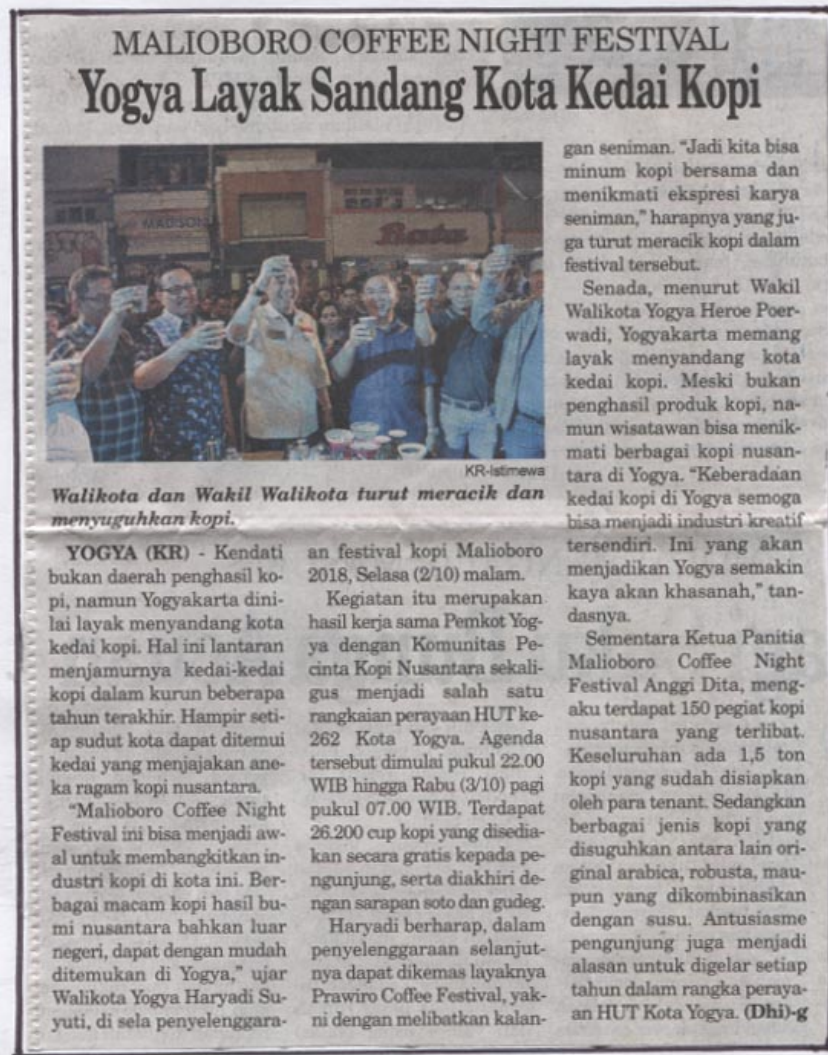 MALIOBORO COFFEE NIGHT FESTIVAL
Yogya Layak Sandang Kota Kedai Kopi
MADISON
Bata
KR-Istimewa
Walikota dan Wakil Walikota turut meracik dan
menyuguhkan kopi.
YOGYA (KR) - Kendati
bukan daerah penghasil ko-
pi, namun Yogyakarta dini-
lai layak menyandang kota
kedai kopi. Hal ini lantaran
menjamurnya kedai-kedai
kopi dalam kurun beberapa
tahun terakhir. Hampir seti-
ap sudut kota dapat ditemui
kedai yang menjajakan ane-
ka ragam kopi nusantara.
"Malioboro Coffee Night
Festival ini bisa menjadi aw-
al untuk membangkitkan in-
dustri kopi di kota ini. Ber-
bagai macam kopi hasil bu-
mi nusantara bahkan luar
negeri, dapat dengan mudah
ditemukan di Yogya," ujar
Walikota Yogya Haryadi Su-
yuti, di sela penyelenggara-
an festival kopi Malioboro
2018, Selasa (2/10) malam.
Kegiatan itu merupakan
hasil kerja sama Pemkot Yog-
ya dengan Komunitas Pe-
cinta Kopi Nusantara sekali-
gus menjadi salah satu
rangkaian perayaan HUT ke-
262 Kota Yogya. Agenda
tersebut dimulai pukul 22.00
WIB hingga Rabu (3/10) pagi
pukul 07.00 WIB. Terdapat
26.200 cup kopi yang disedia-
kan secara gratis kepada pe-
ngunjung, serta diakhiri de-
ngan sarapan soto dan gudeg.
Haryadi berharap, dalam
penyelenggaraan selanjut-
nya dapat dikemas layaknya
Prawiro Coffee Festival, yak-
ni dengan melibatkan kalan-
gan seniman. "Jadi kita bisa
minum kopi bersama dan
menikmati ekspresi karya
seniman," harapnya yang ju-
ga turut meracik kopi dalam
festival tersebut.
Senada, menurut Wakil
Walikota Yogya Heroe Poer-
wadi, Yogyakarta memang
layak menyandang kota
kedai kopi. Meski bukan
penghasil produk kopi, na-
mun wisatawan bisa menik-
mati berbagai kopi nusan-
tara di Yogya. "Keberadaan
kedai kopi di Yogya semoga
bisa menjadi industri kreatif
tersendiri. Ini yang akan
menjadikan Yogya semakin
kaya akan khasanah," tan-
dasnya.
Sementara Ketua Panitia
Malioboro Coffee Night
Festival Anggi Dita, meng-
aku terdapat 150 pegiat kopi
nusantara yang terlibat.
Keseluruhan ada 1,5 ton
kopi yang sudah disiapkan
oleh para tenant. Sedangkan
berbagai jenis kopi yang
disuguhkan antara lain ori-
ginal arabica, robusta, mau-
pun yang dikombinasikan
dengan susu. Antusiasme
pengunjung juga menjadi
alasan untuk digelar setiap
tahun dalam rangka peraya-
an HUT Kota Yogya. (Dhi)-g